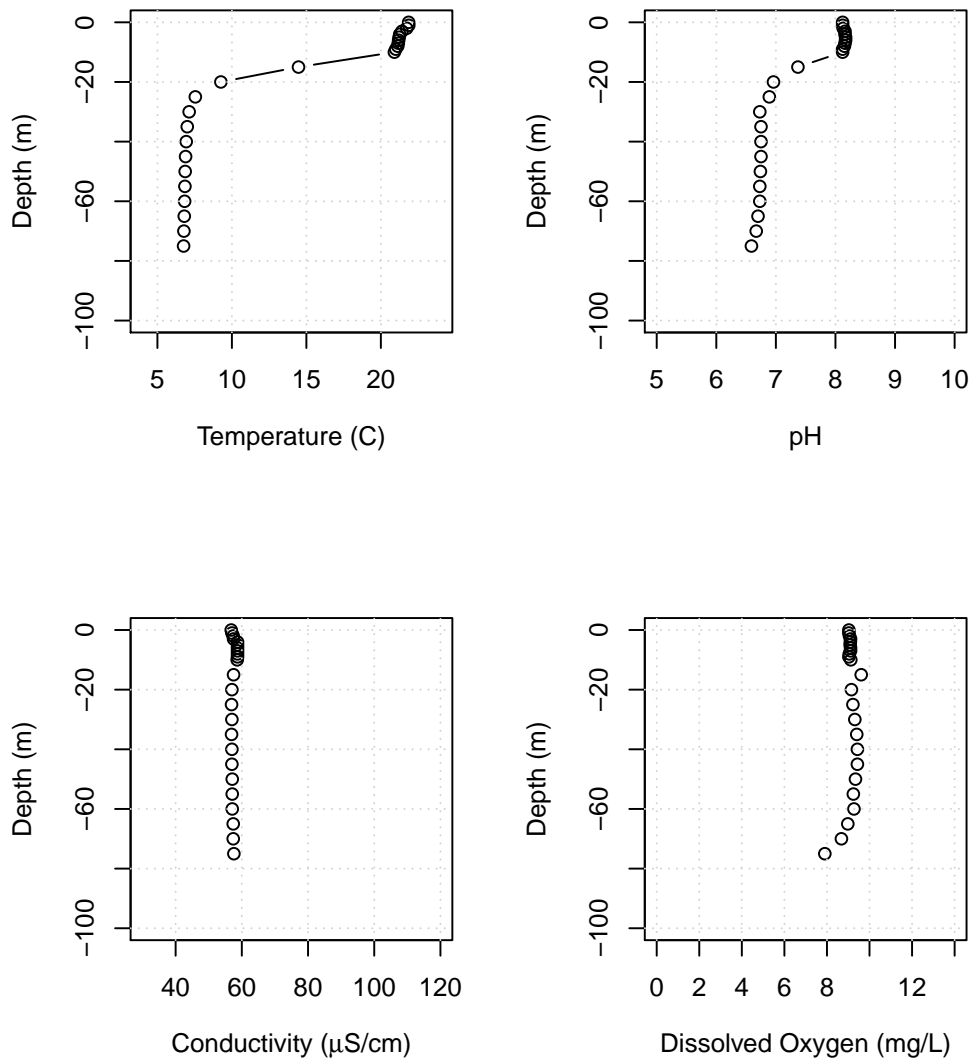 0
−20
−60
−100
Depth (m)
5 10 15 20
Temperature (C)
0
−20
−60
−100
Depth (m)
5 6 7 8 9 10
pH
0
−20
−60
−100
Depth (m)
40 60 80 100 120
Conductivity (µS/cm)
0
−20
−60
−100
Depth (m)
0 2 4 6 8 12
Dissolved Oxygen (mg/L)